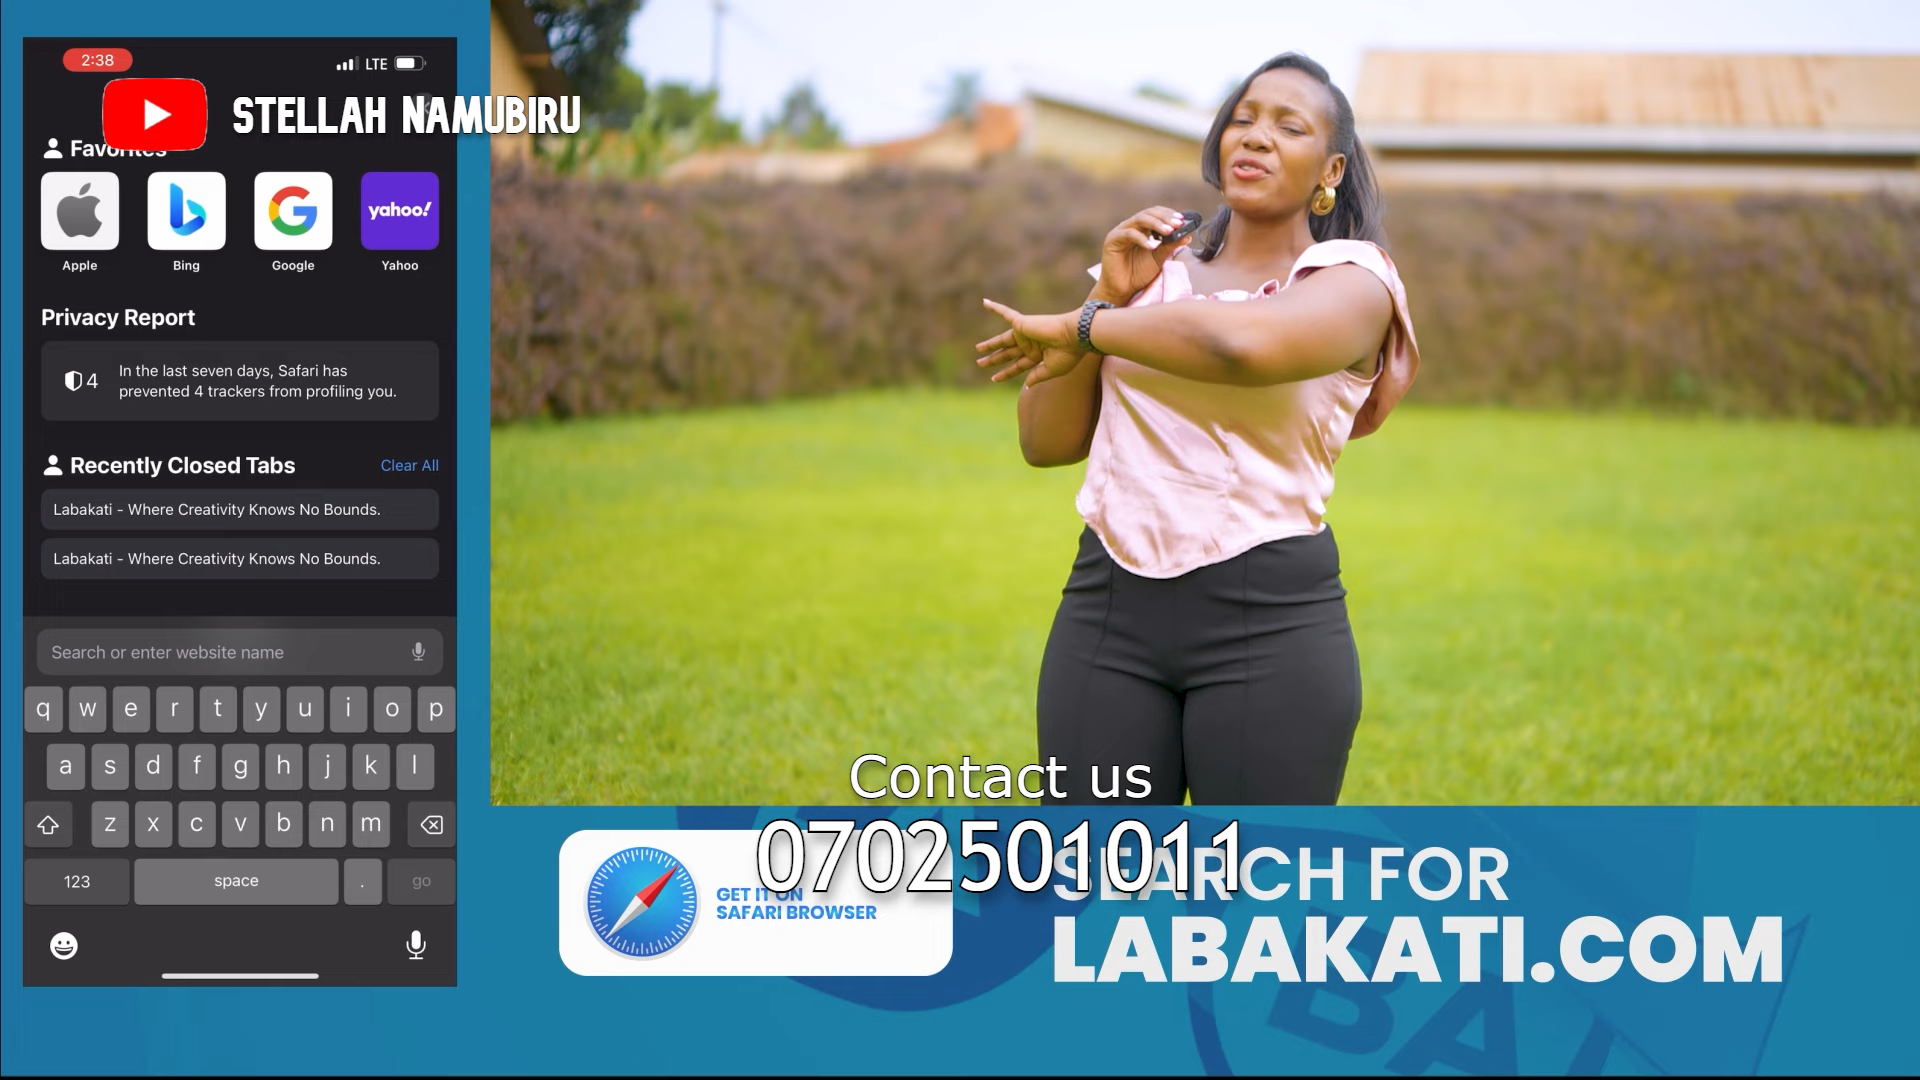 2:38
LTE
STELLAH NAMUBIRU
Favorites
yahoo!
Apple
Bing
Google
Yahoo
Privacy Report
4
In the last seven days, Safari has
prevented 4 trackers from profiling you.
Recently Closed Tabs
Clear All
Labakati - Where Creativity Knows No Bounds.
Labakati - Where Creativity Knows No Bounds.
Search or enter website name
q w e r t y u i o p
a s d f g h j k l
z x c v b n m
123
space
.
go
Contact us
0702501011
GET IT ON
SAFARI BROWSER
SEARCH FOR
LABAKATI.COM